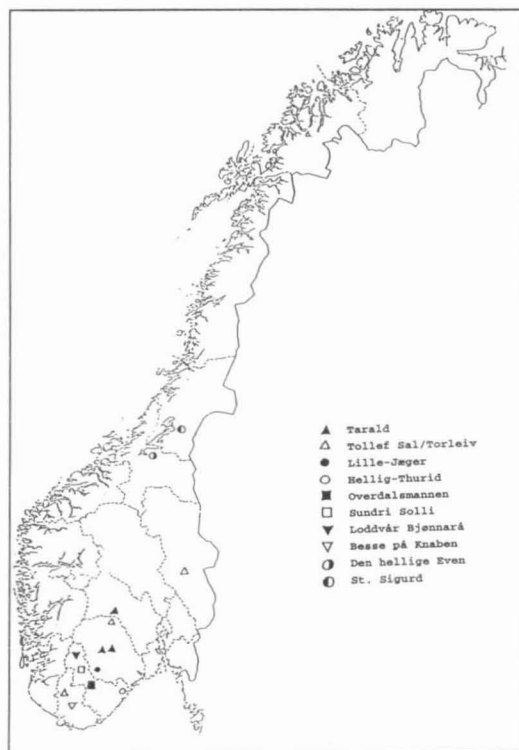 Tarald
Tollef Sal/Torleiv
Lille-Jæger
Hellig-Thurid
Overdalsmannen
Sundri Solli
Loddvår Bjønnarå
Besse på Knaben
Den hellige Even
St. Sigurd